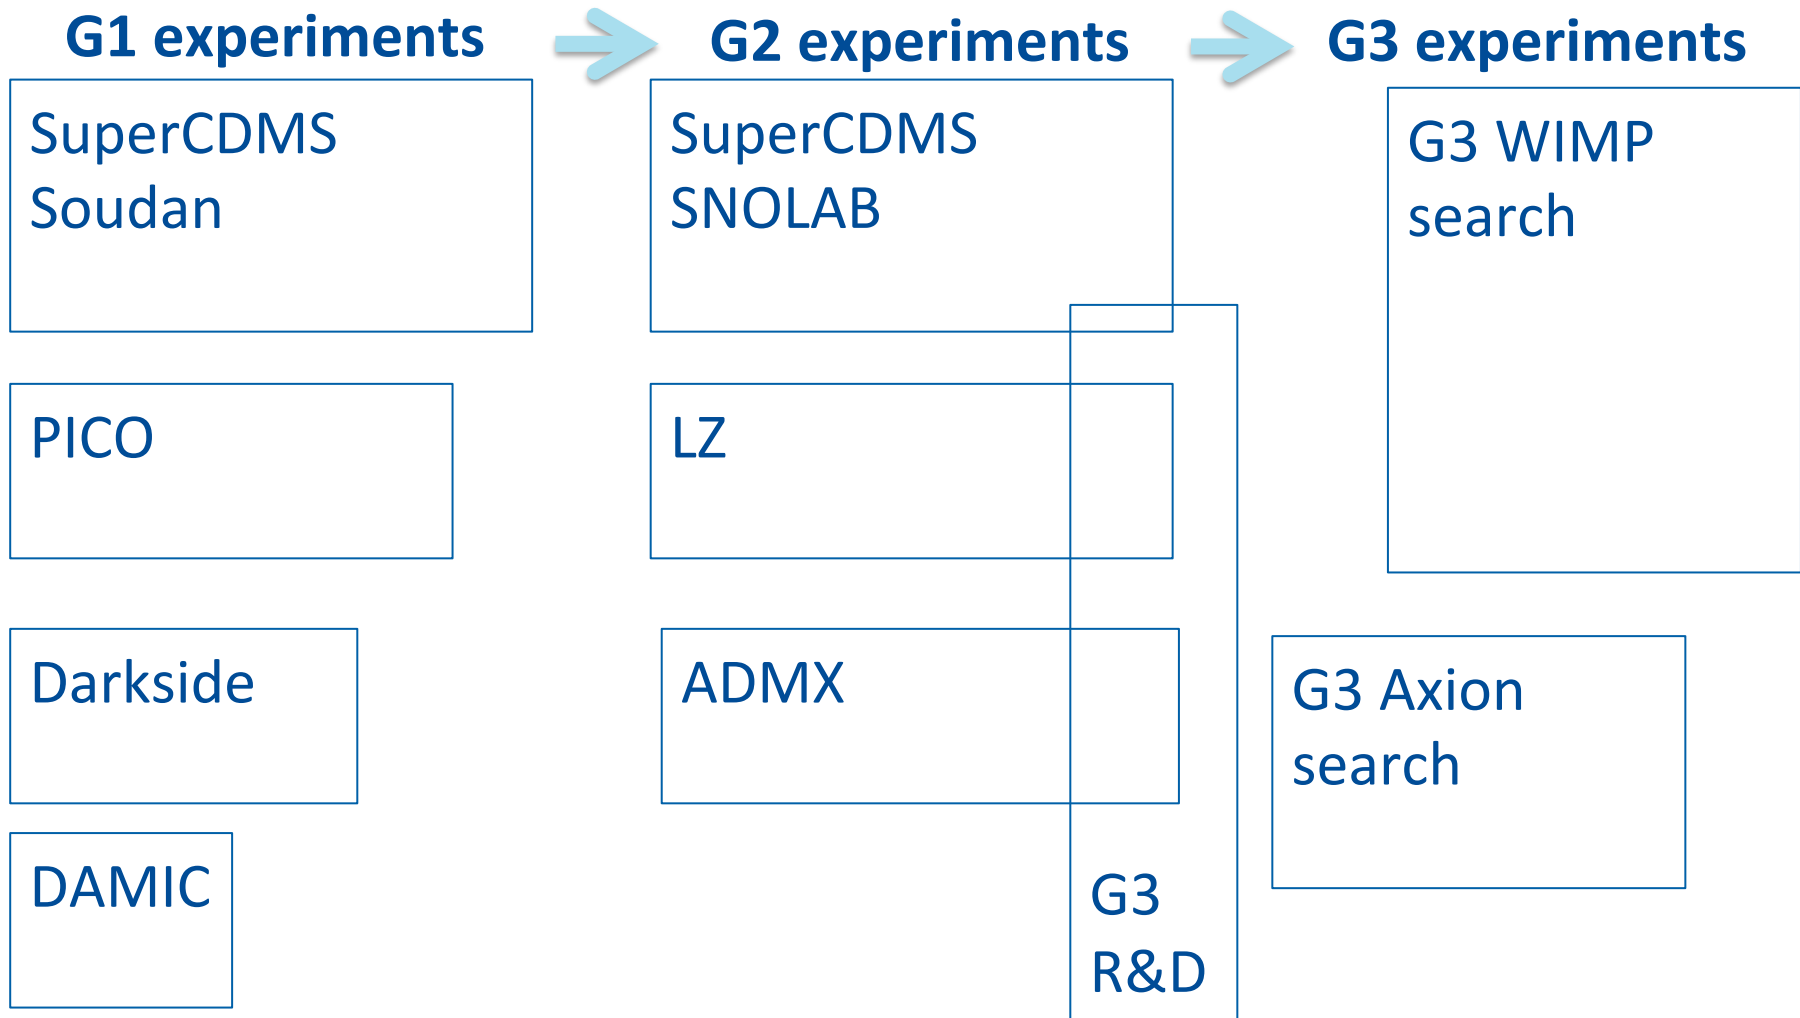 G1 experiments
G2 experiments
G3 experiments
SuperCDMS
Soudan
SuperCDMS
SNOLAB
G3 WIMP
search
PICO
LZ
Darkside
ADMX
G3 Axion
search
DAMIC
G3
R&D